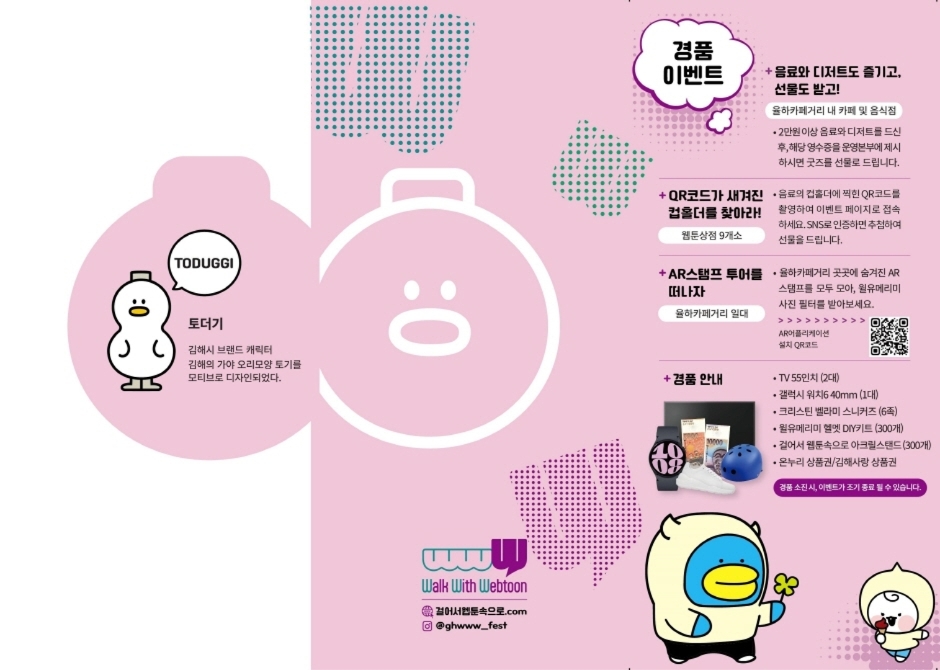 TODUGGI
토더기
김해시 브랜드 캐릭터
김해의 가야 오리모양 토기를
모티브로 디자인되었다.
Walk With Webtoon
걸어서웹툰속으로.com
@ghwww_fest
경품
이벤트
+ 음료와 디저트도 즐기고,
선물도 받고!
율하카페거리 내 카페 및 음식점
• 2만원 이상 음료와 디저트를 드신
후, 해당 영수증을 운영본부에 제시
하시면 굿즈를 선물로 드립니다.
+ QR코드가 새겨진
컵홀더를 찾아라!
웹툰상점 9개소
• 음료의 컵홀더에 찍힌 QR코드를
촬영하여 이벤트 페이지로 접속
하세요. SNS로 인증하면 추첨하여
선물을 드립니다.
+ AR스탬프 투어를
떠나자
율하카페거리 일대
• 율하카페거리 곳곳에 숨겨진 AR
스탬프를 모두 모아, 윌유메리미
사진 필터를 받아보세요.
> > > > > > > > > >
AR어플리케이션
설치 QR코드
+ 경품 안내
• TV 55인치 (2대)
• 갤럭시 워치6 40mm (1대)
• 크리스틴 벨라미 스니커즈 (6족)
• 윌유메리미 헬멧 DIY키트 (300개)
• 걸어서 웹툰속으로 아크릴스탠드 (300개)
• 온누리 상품권/김해사랑 상품권
10
08
경품 소진 시, 이벤트가 조기 종료 될 수 있습니다.